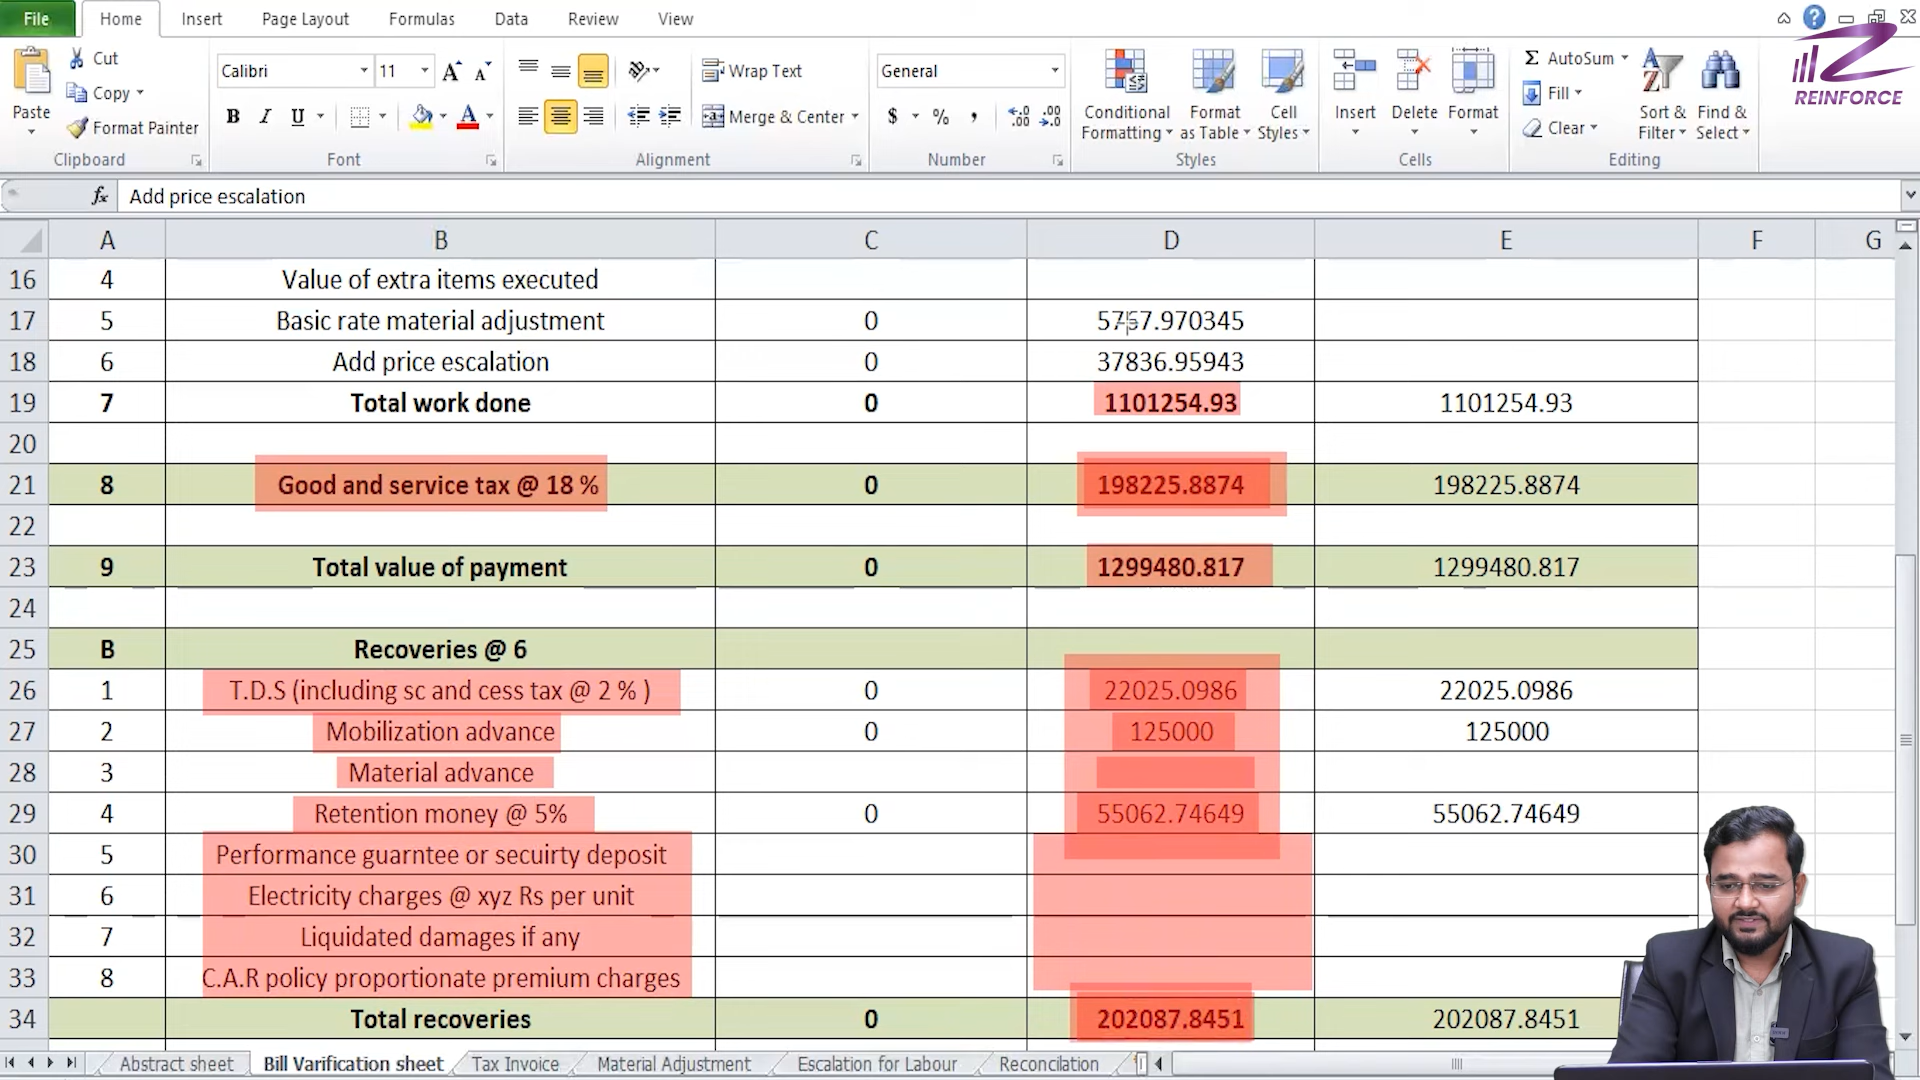 File Home Insert Page Layout Formulas Data Review View
Paste Cut Copy Format Painter Clipboard
Calibri 11 A A B I U A Font
Wrap Text Merge & Center Alignment
General $ % , .00 Number
Conditional Formatting Format as Table Cell Styles Styles
Insert Delete Format Cells
Σ AutoSum Fill Clear Sort & Filter Find & Select Editing
REINFORCE
fx Add price escalation
A B C D E F G
16 4 Value of extra items executed
17 5 Basic rate material adjustment 0 5757.970345
18 6 Add price escalation 0 37836.95943
19 7 Total work done 0 1101254.93 1101254.93
20
21 8 Good and service tax @ 18 % 0 198225.8874 198225.8874
22
23 9 Total value of payment 0 1299480.817 1299480.817
24
25 B Recoveries @ 6
26 1 T.D.S (including sc and cess tax @ 2 % ) 0 22025.0986 22025.0986
27 2 Mobilization advance 0 125000 125000
28 3 Material advance
29 4 Retention money @ 5% 0 55062.74649 55062.74649
30 5 Performance guarntee or secuirty deposit
31 6 Electricity charges @ xyz Rs per unit
32 7 Liquidated damages if any
33 8 C.A.R policy proportionate premium charges
34 Total recoveries 0 202087.8451 202087.8451
Abstract sheet Bill Varification sheet Tax Invoice Material Adjustment Escalation for Labour Reconcilation